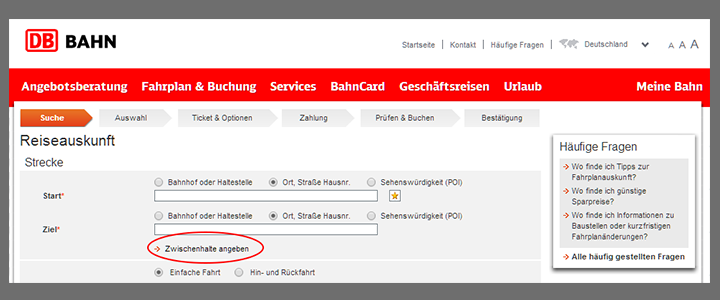 DB BAHN
Startseite | Kontakt | Häufige Fragen | Deutschland A A A
Angebotsberatung Fahrplan & Buchung Services BahnCard Geschäftsreisen Urlaub Meine Bahn
Suche Auswahl Ticket & Optionen Zahlung Prüfen & Buchen Bestätigung
Reiseauskunft
Strecke
Bahnhof oder Haltestelle Ort, Straße Hausnr. Sehenswürdigkeit (POI)
Start*
Bahnhof oder Haltestelle Ort, Straße Hausnr. Sehenswürdigkeit (POI)
Ziel*
Zwischenhalte angeben
Einfache Fahrt Hin- und Rückfahrt
Häufige Fragen
Wo finde ich Tipps zur
Fahrplanauskunft?
Wo finde ich günstige
Sparpreise?
Wo finde ich Informationen zu
Baustellen oder kurzfristigen
Fahrplanänderungen?
Alle häufig gestellten Fragen